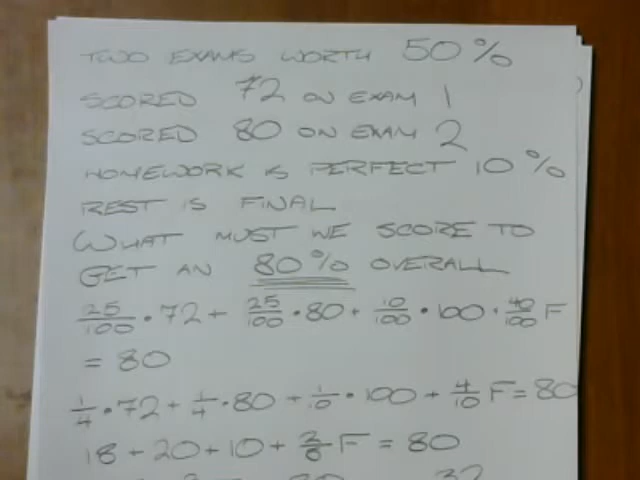 TWO EXAMS WORTH 50%
SCORED 72 ON EXAM 1
SCORED 80 ON EXAM 2
HOMEWORK IS PERFECT 10%
REST IS FINAL
WHAT MUST WE SCORE TO
GET AN 80% OVERALL
25/100 · 72 + 25/100 · 80 + 10/100 · 100 + 40/100 F
= 80
1/4 · 72 + 1/4 · 80 + 1/10 · 100 + 4/10 F = 80
18 + 20 + 10 + F = 80
32